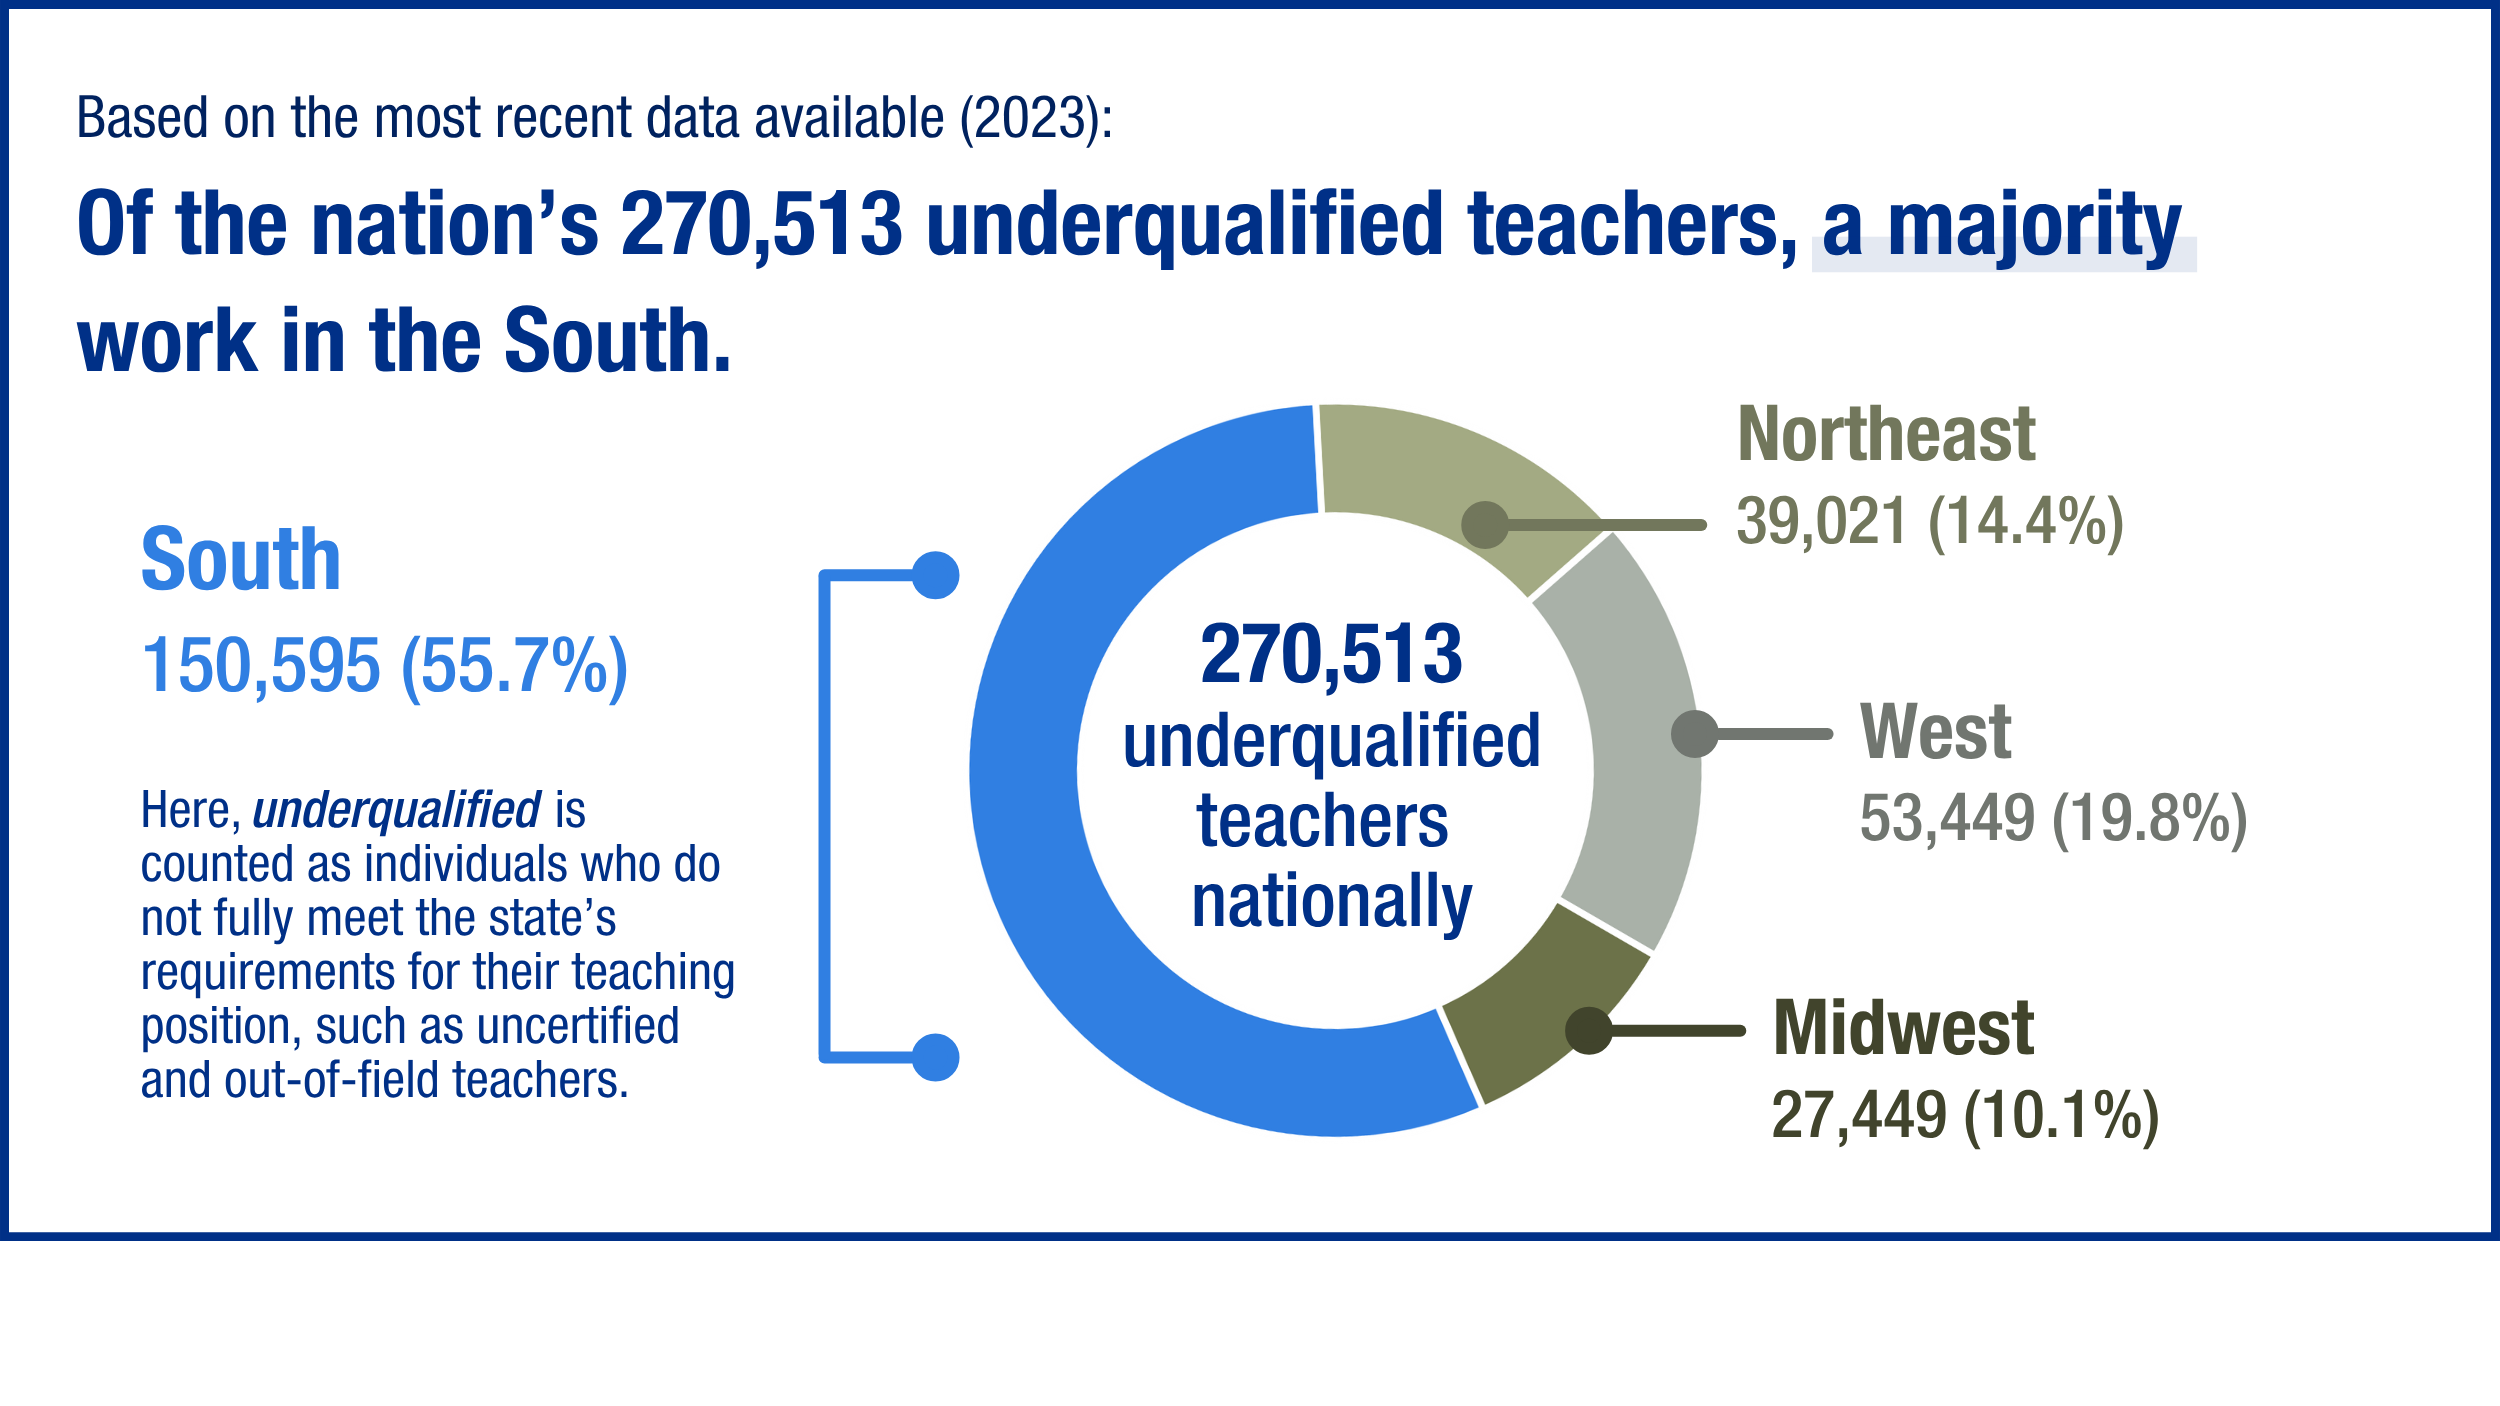 Based on the most recent data available (2023):
Of the nation’s 270,513 underqualified teachers, a majority
work in the South.
South
150,595 (55.7%)
Here, underqualified is
counted as individuals who do
not fully meet the state’s
requirements for their teaching
position, such as uncertified
and out-of-field teachers.
270,513
underqualified
teachers
nationally
Northeast
39,021 (14.4%)
West
53,449 (19.8%)
Midwest
27,449 (10.1%)